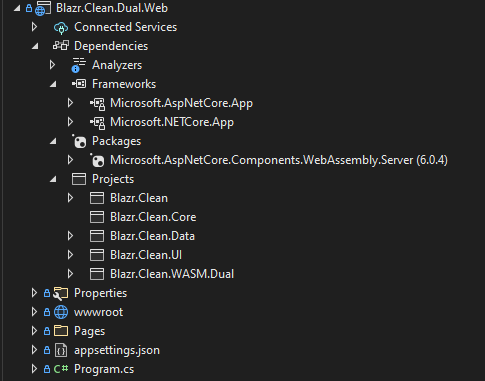 Blazr.Clean.Dual.Web
Connected Services
Dependencies
Analyzers
Frameworks
Microsoft.AspNetCore.App
Microsoft.NETCore.App
Packages
Microsoft.AspNetCore.Components.WebAssembly.Server (6.0.4)
Projects
Blazr.Clean
Blazr.Clean.Core
Blazr.Clean.Data
Blazr.Clean.UI
Blazr.Clean.WASM.Dual
Properties
wwwroot
Pages
appsettings.json
C# Program.cs